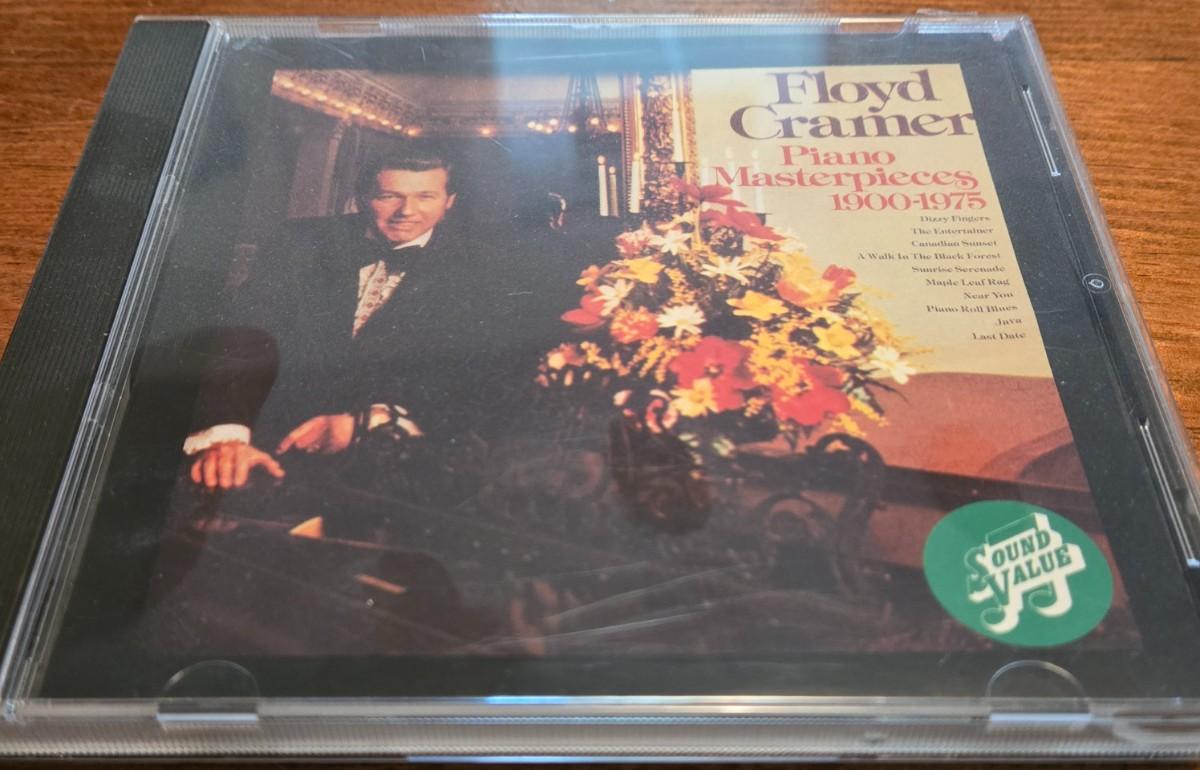 Floyd
Cramer
Piano
Masterpieces
1900-1975
Dizzy Fingers
The Entertainer
Canadian Sunset
A Walk In The Black Forest
Sunrise Serenade
Maple Leaf Rag
Near You
Piano Roll Blues
Java
Last Date
SOUND
VALUE